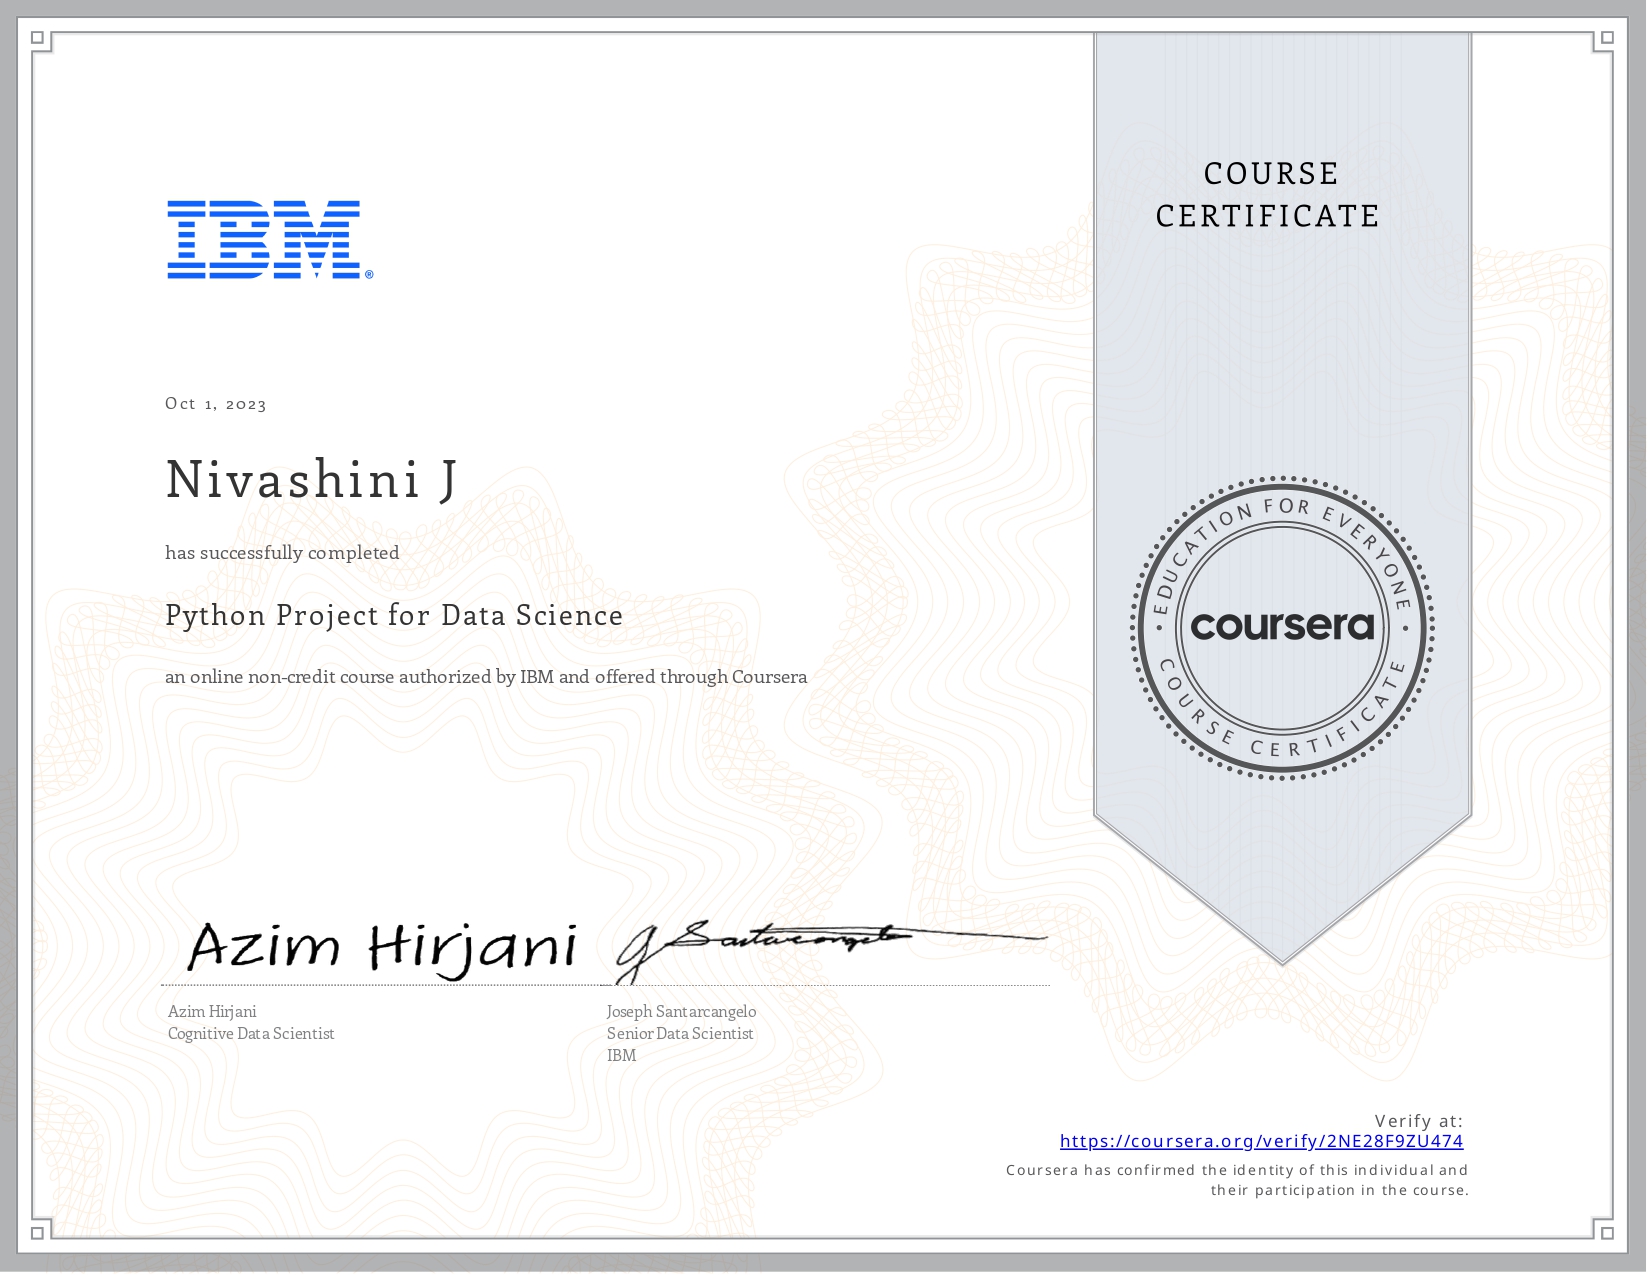 COURSE
CERTIFICATE
IBM®
Oct 1, 2023
Nivashini J
has successfully completed
Python Project for Data Science
an online non-credit course authorized by IBM and offered through Coursera
• EDUCATION FOR EVERYONE •
coursera
COURSE CERTIFICATE
Azim Hirjani
J Santarcangelo
Azim Hirjani
Cognitive Data Scientist
Joseph Santarcangelo
Senior Data Scientist
IBM
Verify at:
https://coursera.org/verify/2NE28F9ZU474
Coursera has confirmed the identity of this individual and
their participation in the course.